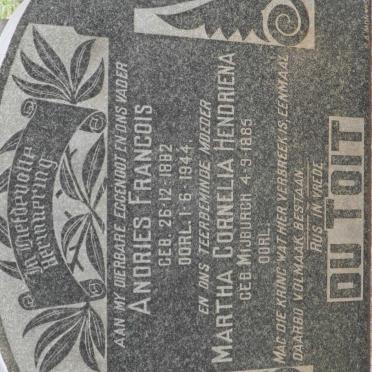 In Liefdevolle
Herinnering
AAN MY DIERBARE EGGENOOT EN ONS VADER
ANDRIES FRANCOIS
GEB. 26·12·1882
OORL. 1·6·1944
EN ONS TEERBEMINDE MOEDER
MARTHA CORNELIA HENDRIENA
GEB. MIJBURGH 4·9·1885
OORL.
MAG DIE KRING WAT HIER VERBREEK IS, EENMAAL
DAARBO VOLMAAK BESTAAN.
RUS IN VREDE
DU TOIT